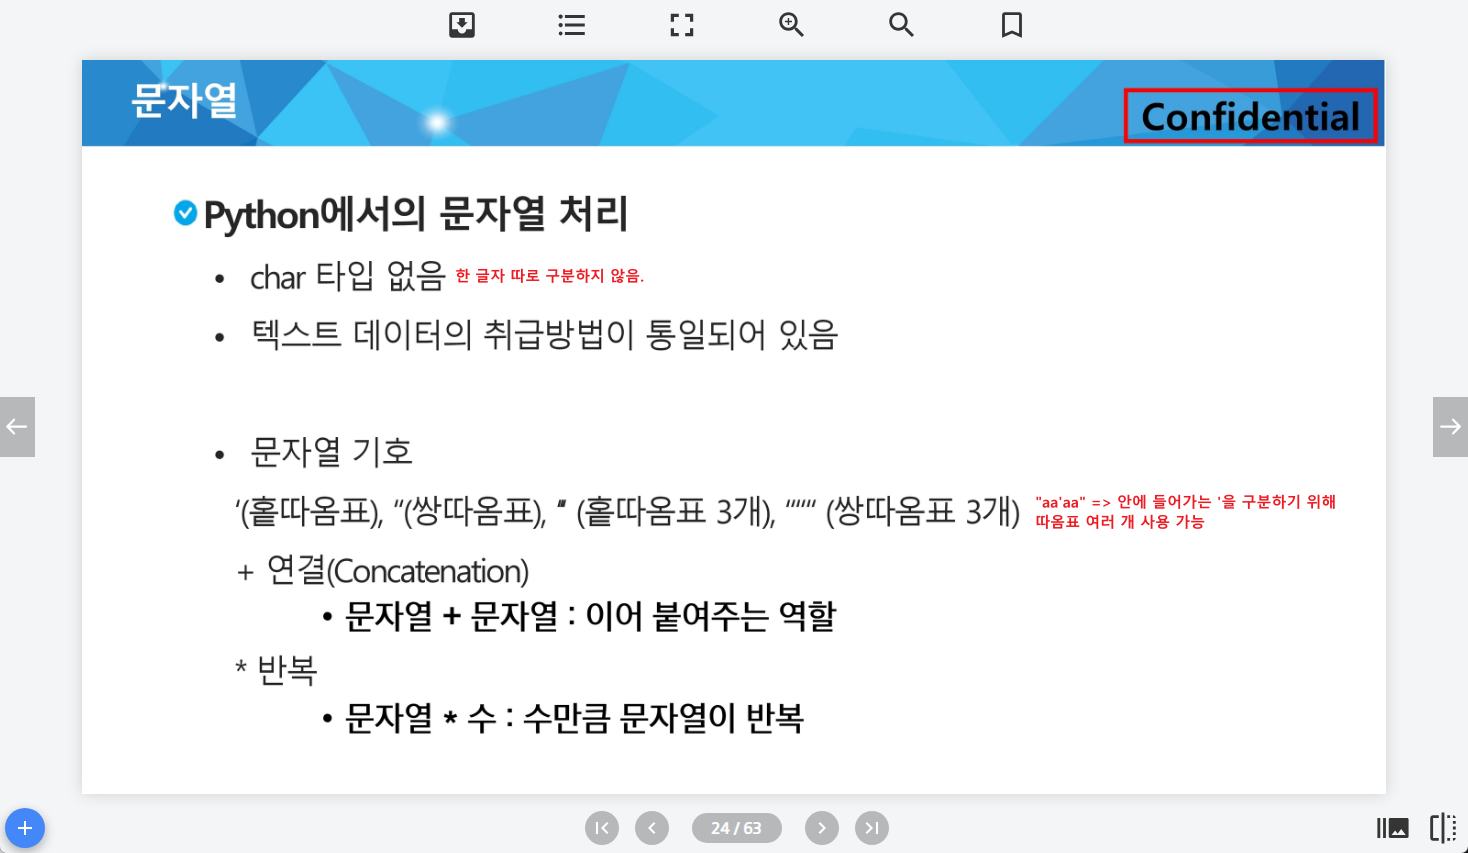 문자열
Confidential
Python에서의 문자열 처리
• char 타입 없음 한 글자 따로 구분하지 않음.
• 텍스트 데이터의 취급방법이 통일되어 있음
• 문자열 기호
‘(홑따옴표), “(쌍따옴표), ‘‘‘ (홑따옴표 3개), “““ (쌍따옴표 3개) "aa'aa" => 안에 들어가는 '을 구분하기 위해
따옴표 여러 개 사용 가능
+ 연결(Concatenation)
• 문자열 + 문자열 : 이어 붙여주는 역할
* 반복
• 문자열 * 수 : 수만큼 문자열이 반복
24 / 63